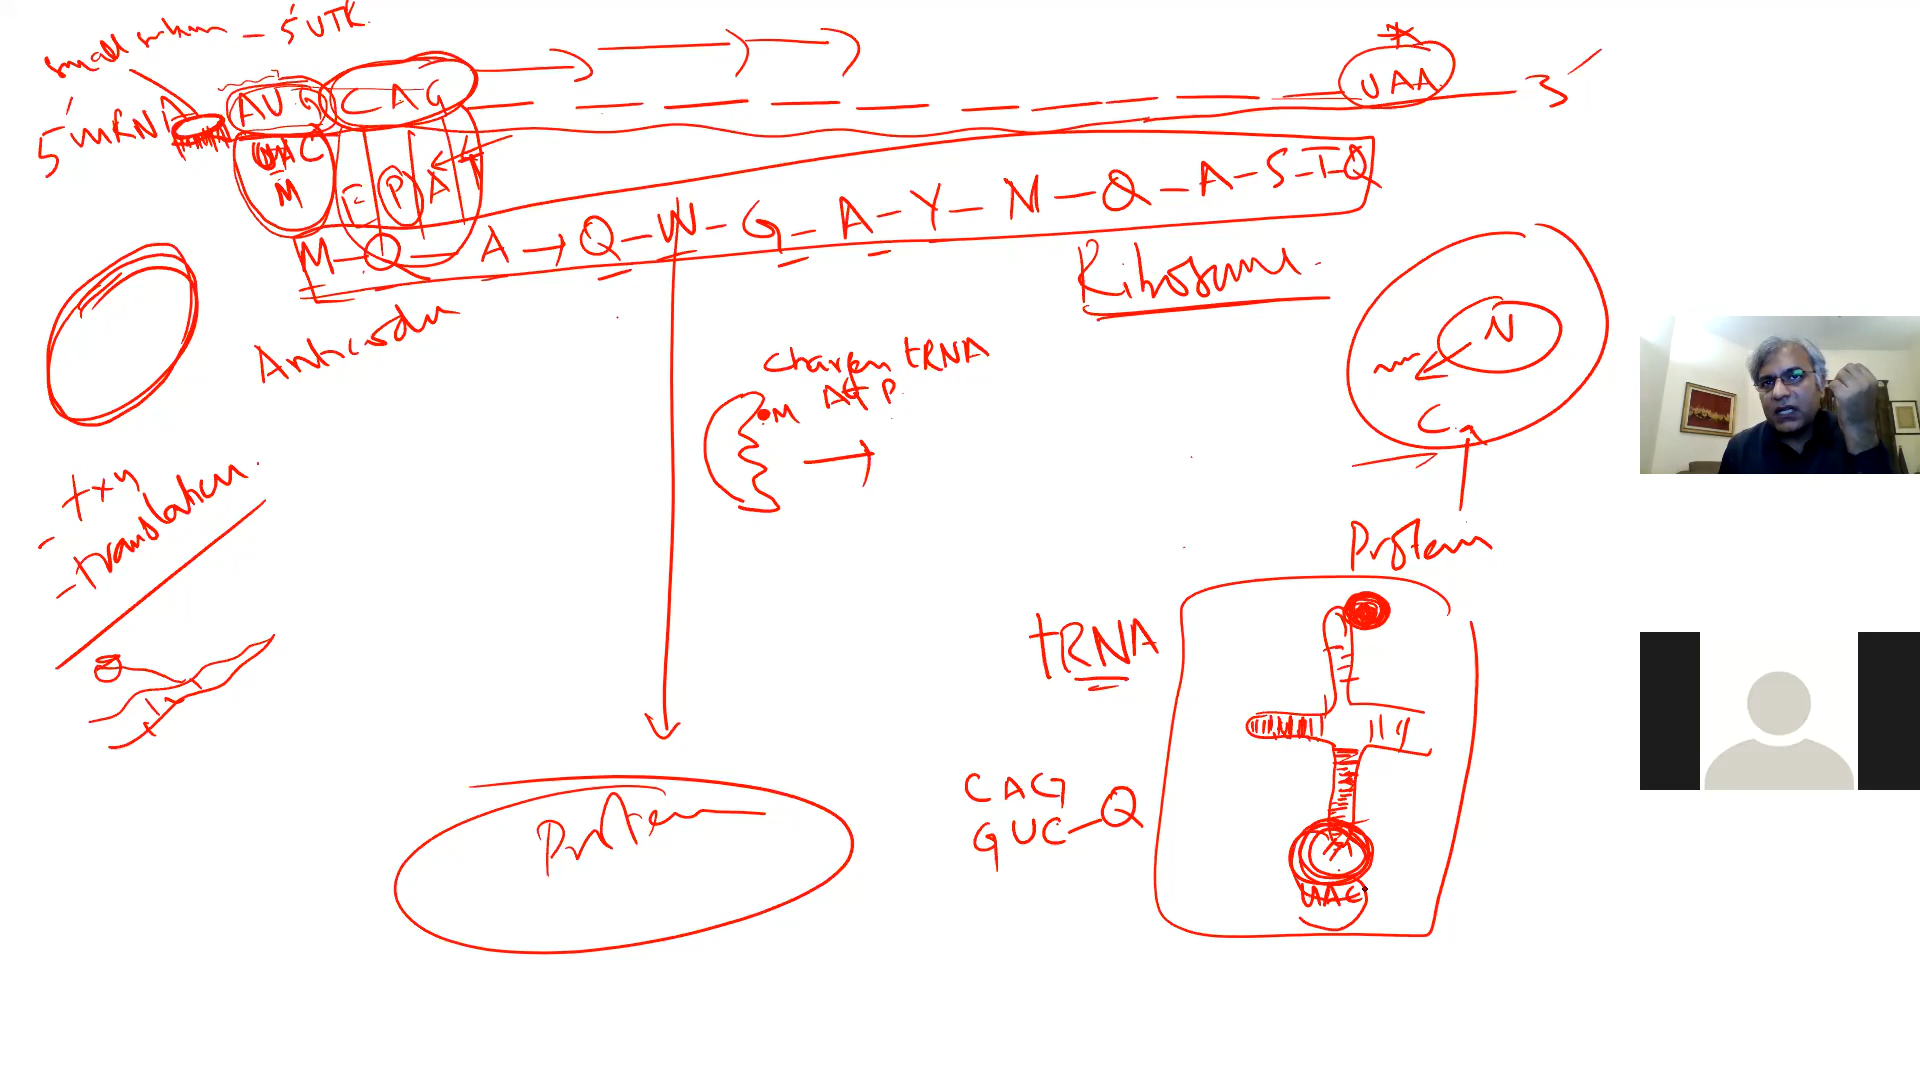 small subunit - 5' UTR
5' mRNA AUG CAG UAA 3'
UAC
M E P A T
M - Q - A → Q - W - G - A - Y - M - Q - A - S - T - Q
Ribosome.
Anticodon
N
C
Protein
charged tRNA
M
txn
- translation
tRNA
CAG
GUC - Q
UAC
Protein